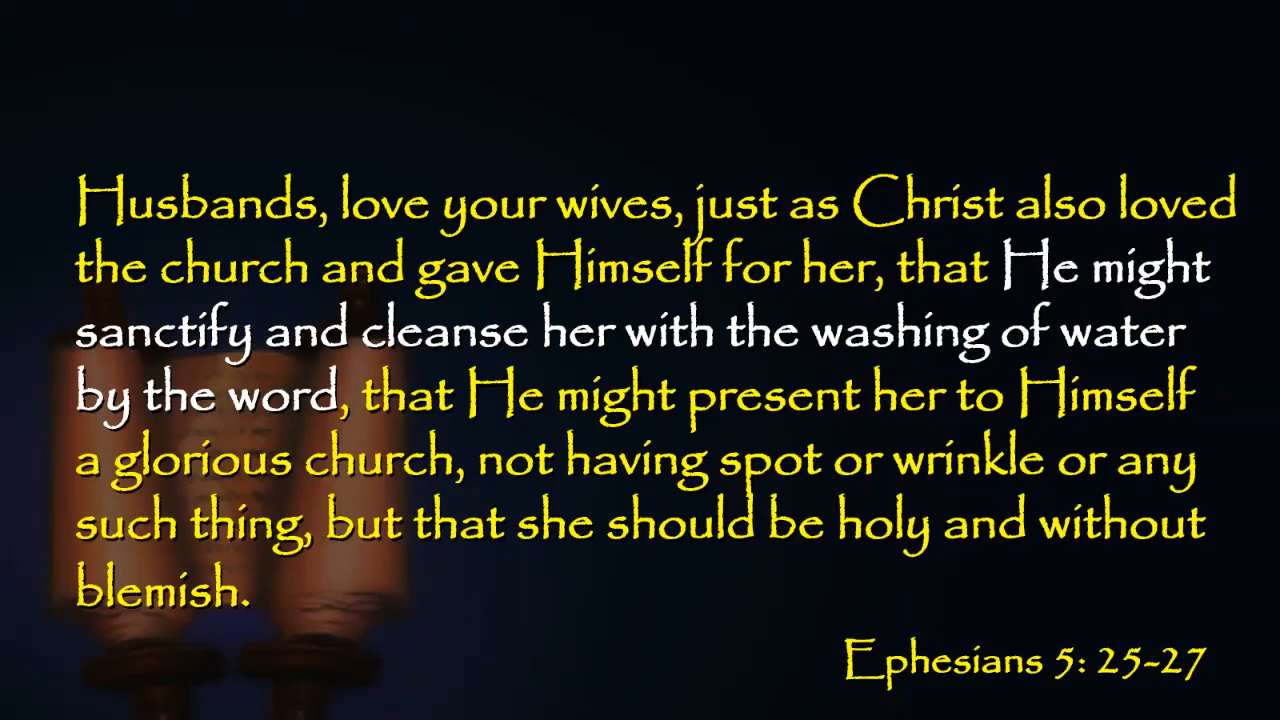 Husbands, love your wives, just as Christ also loved
the church and gave Himself for her, that He might
sanctify and cleanse her with the washing of water
by the word, that He might present her to Himself
a glorious church, not having spot or wrinkle or any
such thing, but that she should be holy and without
blemish.
Ephesians 5: 25-27